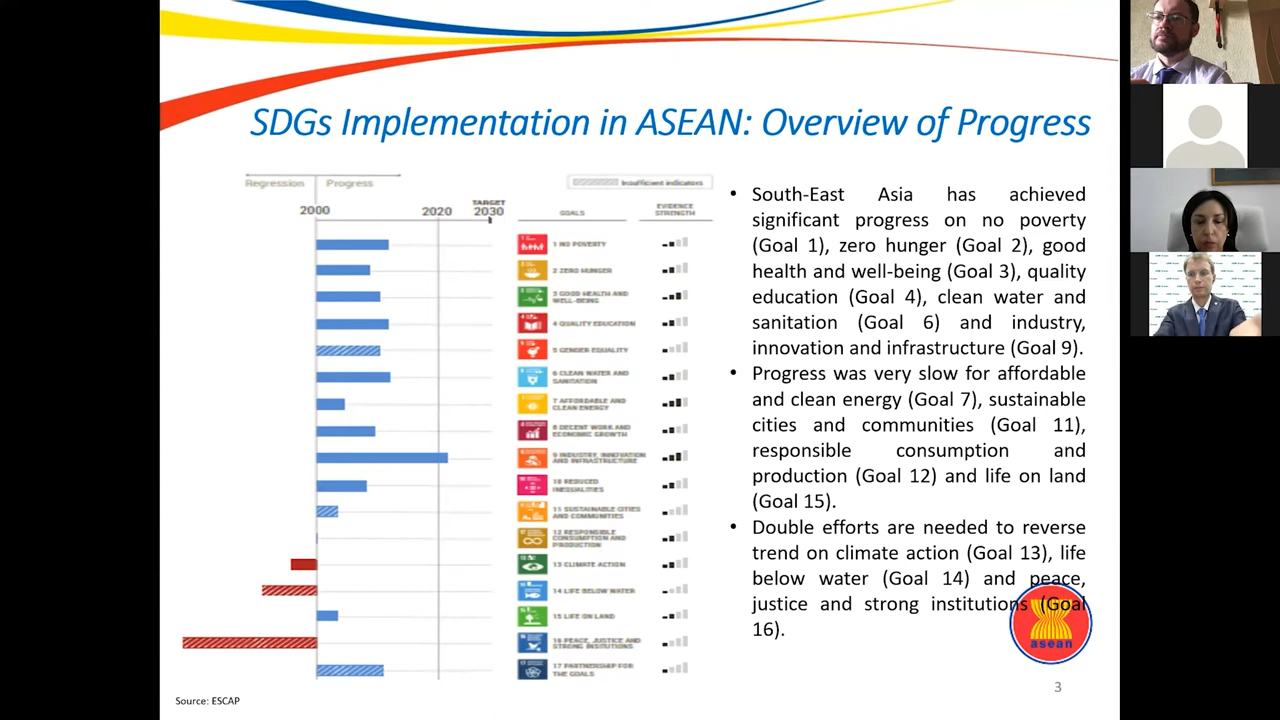 SDGs Implementation in ASEAN: Overview of Progress
Regression Progress
Insufficient indicators
2000
2020
TARGET
2030
GOALS
EVIDENCE
STRENGTH
1 NO POVERTY
2 ZERO HUNGER
3 GOOD HEALTH AND
WELL-BEING
4 QUALITY EDUCATION
5 GENDER EQUALITY
6 CLEAN WATER AND
SANITATION
7 AFFORDABLE AND
CLEAN ENERGY
8 DECENT WORK AND
ECONOMIC GROWTH
9 INDUSTRY, INNOVATION
AND INFRASTRUCTURE
10 REDUCED
INEQUALITIES
11 SUSTAINABLE CITIES
AND COMMUNITIES
12 RESPONSIBLE
CONSUMPTION AND
PRODUCTION
13 CLIMATE ACTION
14 LIFE BELOW WATER
15 LIFE ON LAND
16 PEACE, JUSTICE AND
STRONG INSTITUTIONS
17 PARTNERSHIP FOR
THE GOALS
• South-East Asia has achieved
significant progress on no poverty
(Goal 1), zero hunger (Goal 2), good
health and well-being (Goal 3), quality
education (Goal 4), clean water and
sanitation (Goal 6) and industry,
innovation and infrastructure (Goal 9).
• Progress was very slow for affordable
and clean energy (Goal 7), sustainable
cities and communities (Goal 11),
responsible consumption and
production (Goal 12) and life on land
(Goal 15).
• Double efforts are needed to reverse
trend on climate action (Goal 13), life
below water (Goal 14) and peace,
justice and strong institutions (Goal
16).
asean
3
Source: ESCAP